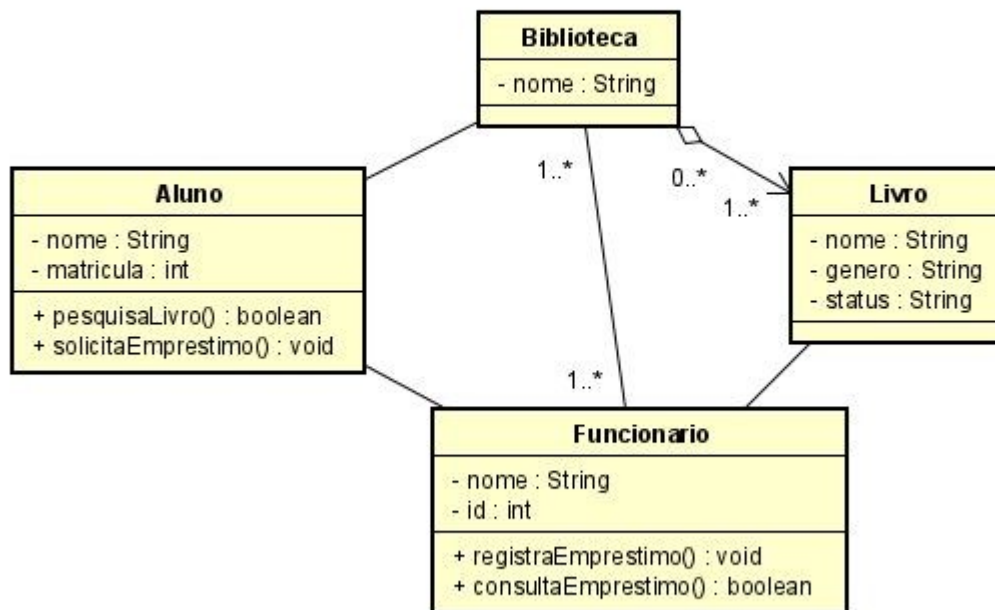 Biblioteca
- nome : String
1..*
0..*
1..*
Aluno
- nome : String
- matricula : int
+ pesquisaLivro() : boolean
+ solicitaEmprestimo() : void
Livro
- nome : String
- genero : String
- status : String
1..*
Funcionario
- nome : String
- id : int
+ registraEmprestimo() : void
+ consultaEmprestimo() : boolean